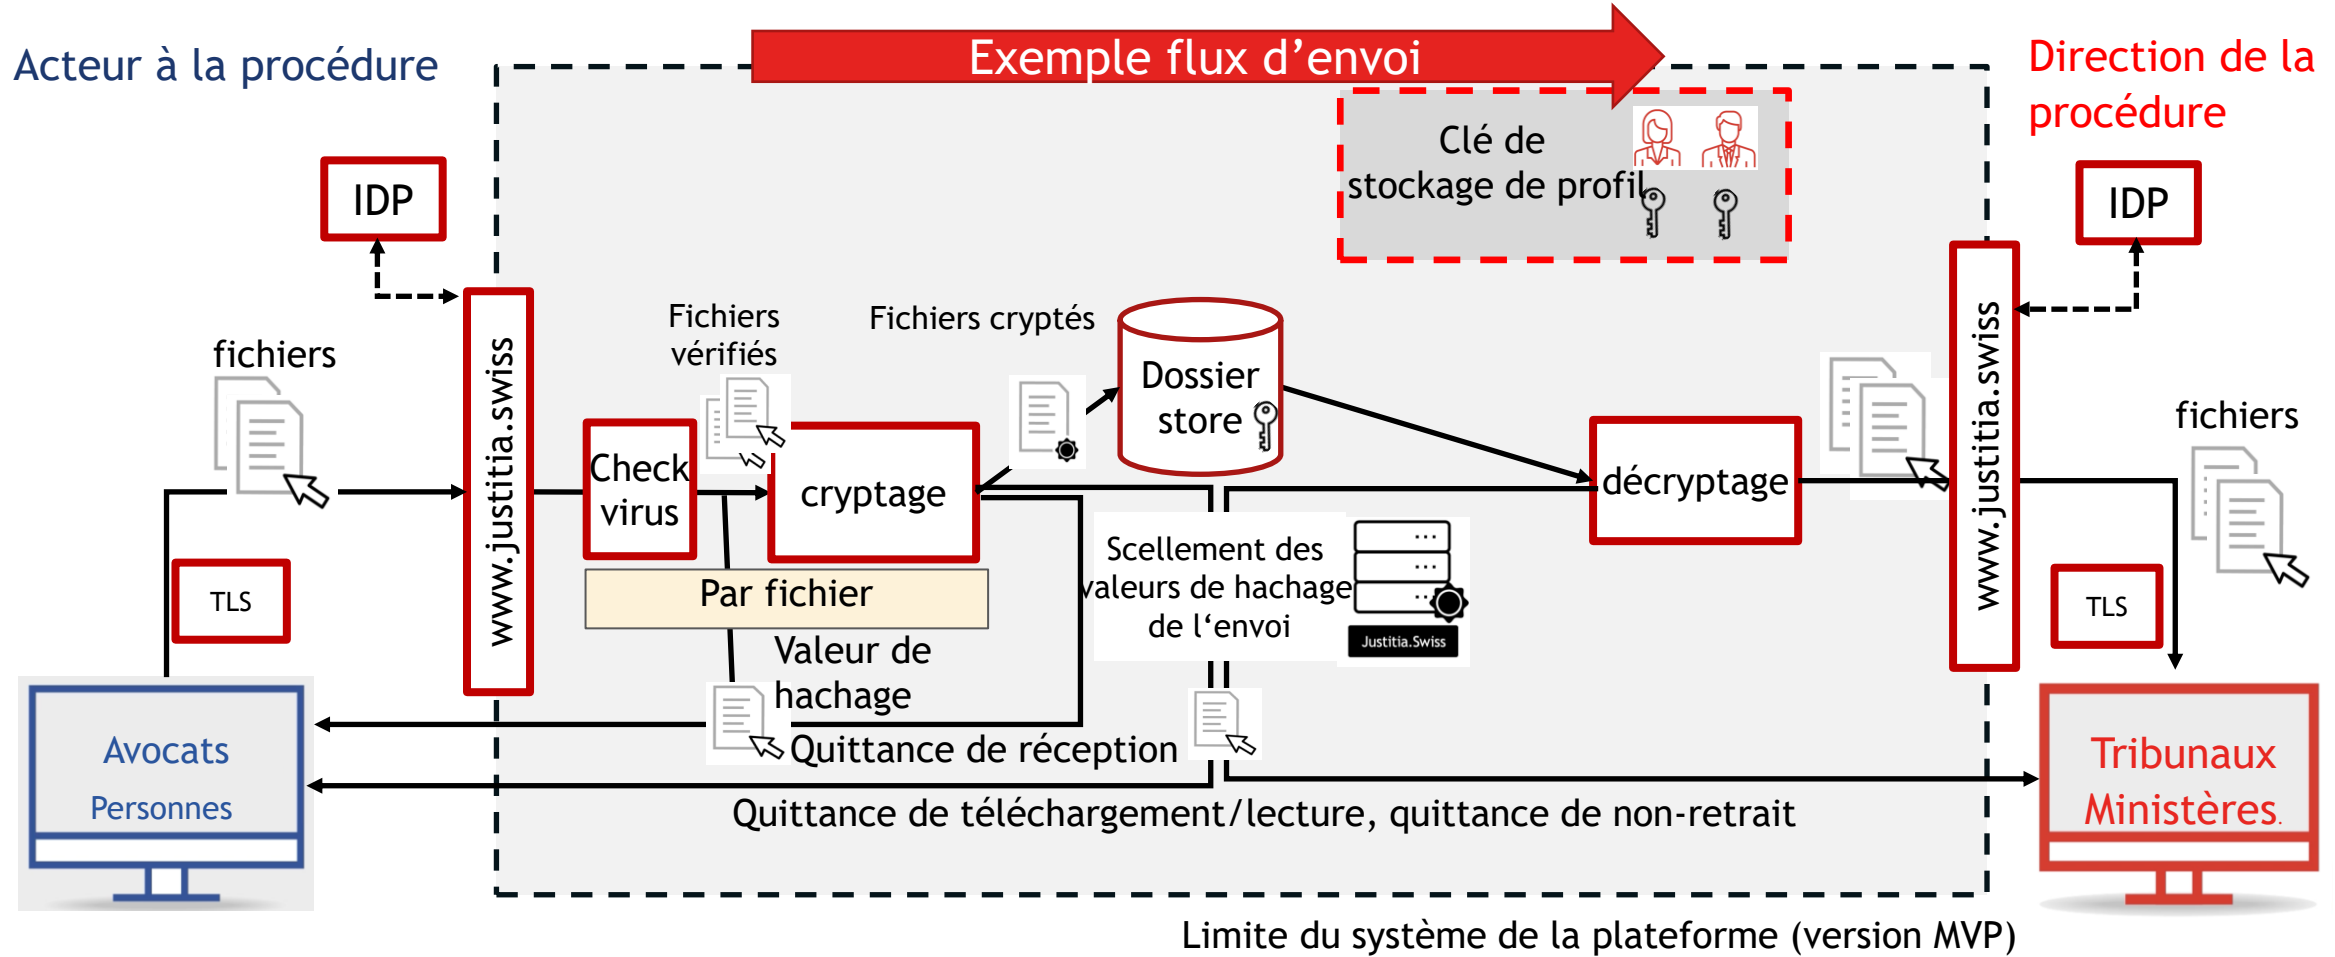 Exemple flux d’envoi
Acteur à la procédure
Direction de la
procédure
Clé de
stockage de profil
IDP
IDP
fichiers
www.justitia.swiss
Fichiers
vérifiés
Fichiers cryptés
Dossier
store
Check
virus
cryptage
décryptage
www.justitia.swiss
fichiers
TLS
Par fichier
Valeur de
hachage
Scellement des
valeurs de hachage
de l‘envoi
Justitia.Swiss
TLS
Quittance de réception
Quittance de téléchargement/lecture, quittance de non-retrait
Avocats
Personnes
Tribunaux
Ministères.
Limite du système de la plateforme (version MVP)